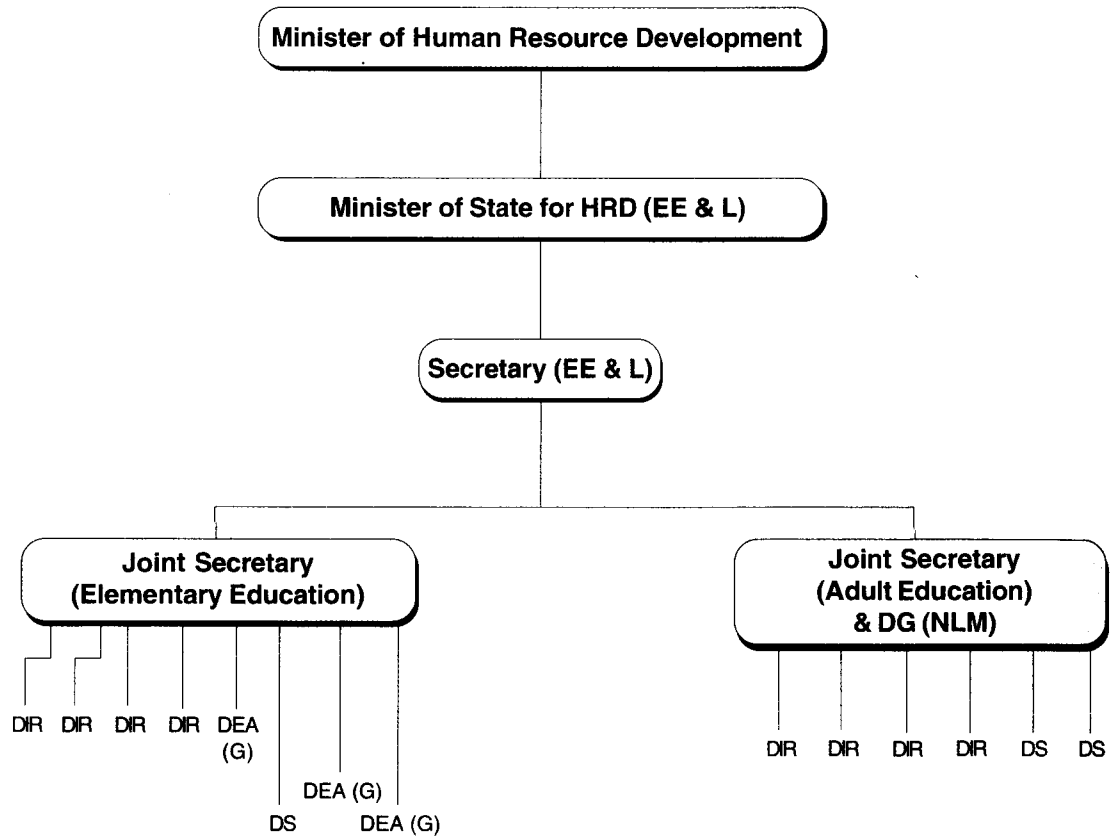 Minister of Human Resource Development
Minister of State for HRD (EE & L)
Secretary (EE & L)
Joint Secretary
(Elementary Education)
Joint Secretary
(Adult Education)
& DG (NLM)
DIR DIR DIR DIR DEA
(G)
DEA (G)
DS DEA (G)
DIR DIR DIR DIR DS DS